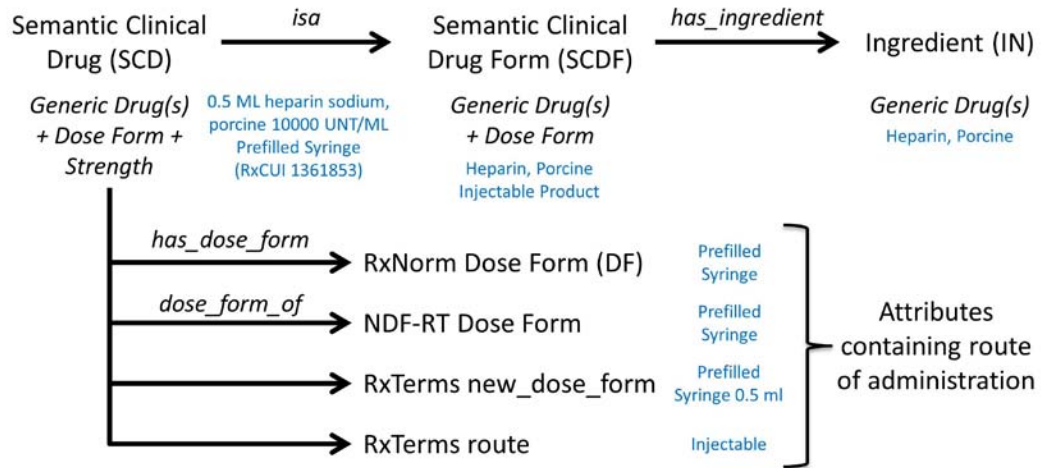 isa
has_ingredient
Semantic Clinical
Drug (SCD)
Semantic Clinical
Drug Form (SCDF)
Ingredient (IN)
Generic Drug(s)
+ Dose Form +
Strength
0.5 ML heparin sodium,
porcine 10000 UNT/ML
Prefilled Syringe
(RxCUI 1361853)
Generic Drug(s)
+ Dose Form
Heparin, Porcine
Injectable Product
Generic Drug(s)
Heparin, Porcine
has_dose_form
RxNorm Dose Form (DF)
Prefilled
Syringe
dose_form_of
NDF-RT Dose Form
Prefilled
Syringe
RxTerms new_dose_form
Prefilled
Syringe 0.5 ml
RxTerms route
Injectable
Attributes
containing route
of administration